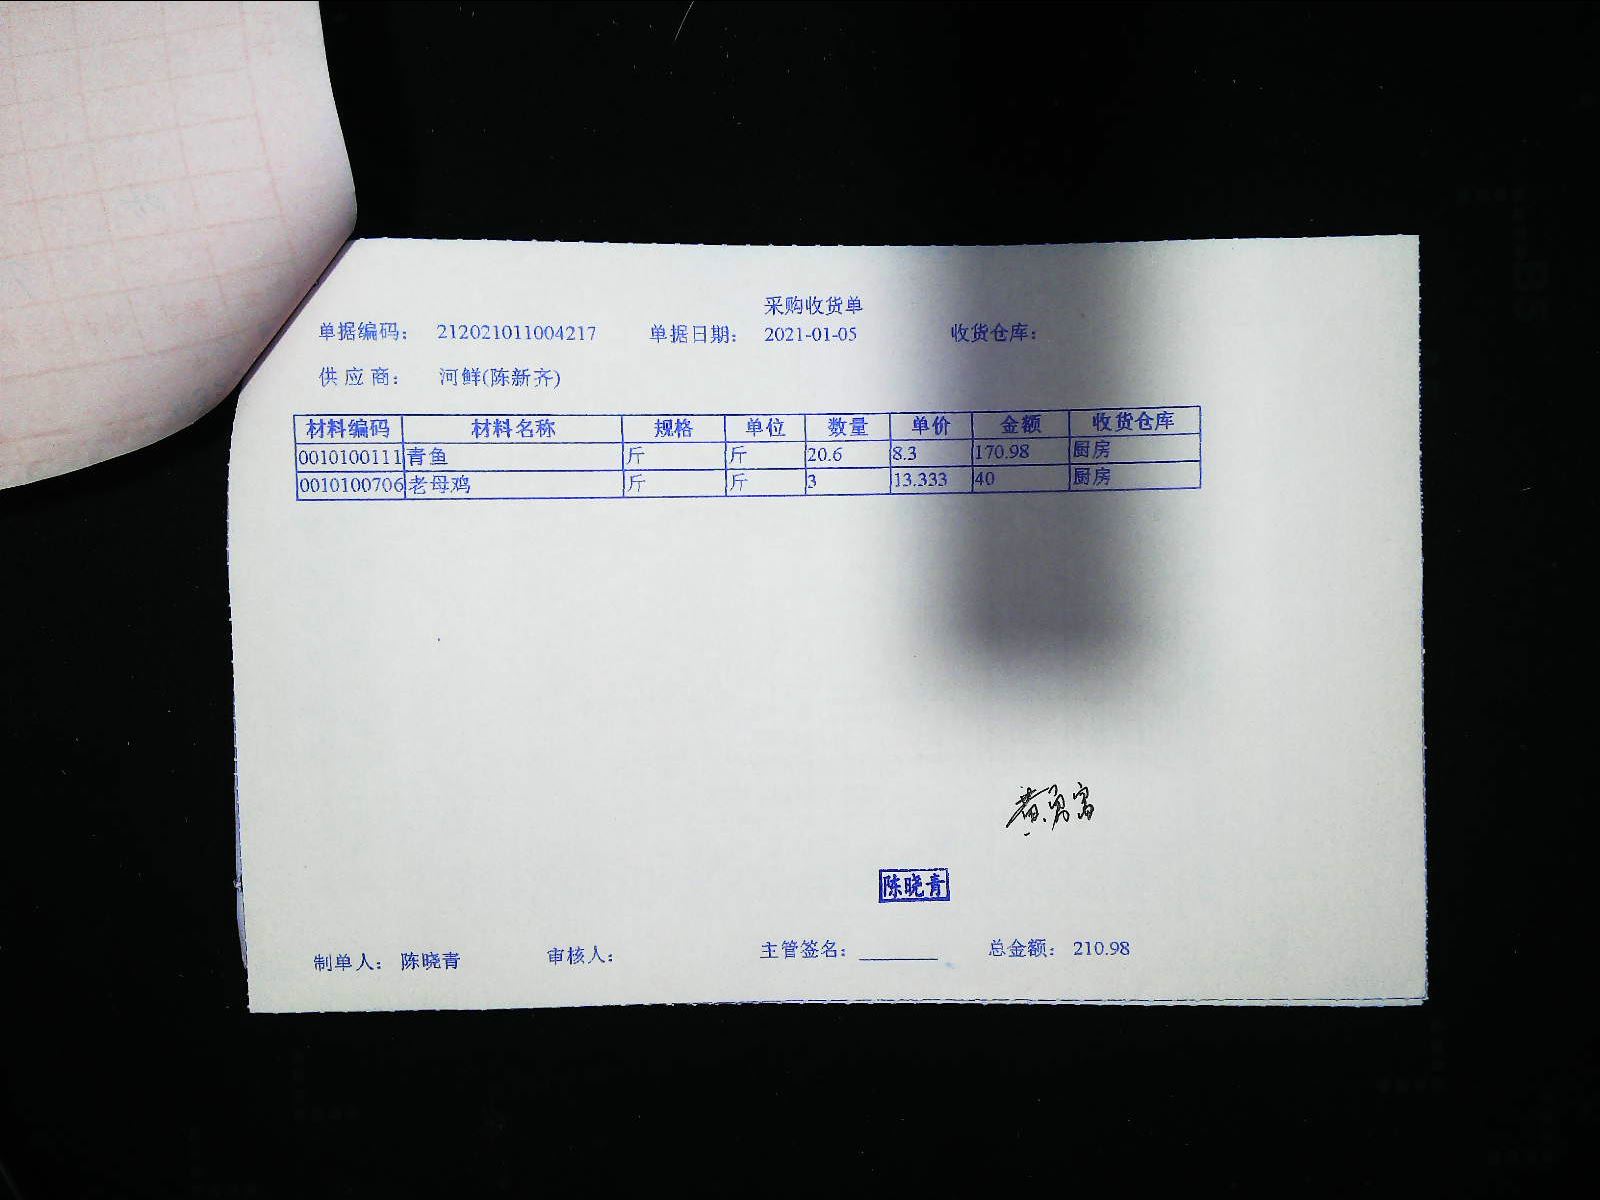 采购收货单
单据编码： 212021011004217 单据日期： 2021-01-05 收货仓库：
供 应 商： 河鲜(陈新齐)
材料编码 材料名称 规格 单位 数量 单价 金额 收货仓库
0010100111 青鱼 斤 斤 20.6 8.3 170.98 厨房
0010100706 老母鸡 斤 斤 3 13.333 40 厨房
黄勇富
陈晓青
制单人： 陈晓青 审核人： 主管签名：________ 总金额： 210.98